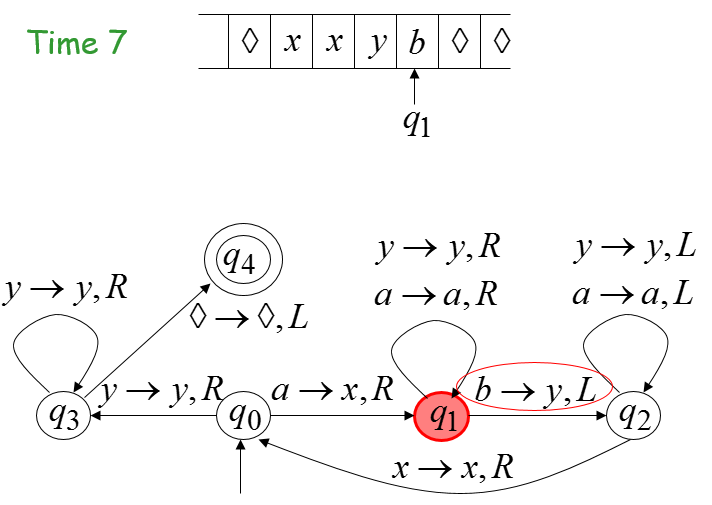 Time 7
◊ x x y b ◊ ◊
q₁
y → y, R
y → y, L
a → a, R
a → a, L
q₄
y → y, R
◊ → ◊, L
y → y, R
a → x, R
b → y, L
q₃
q₀
q₁
q₂
x → x, R